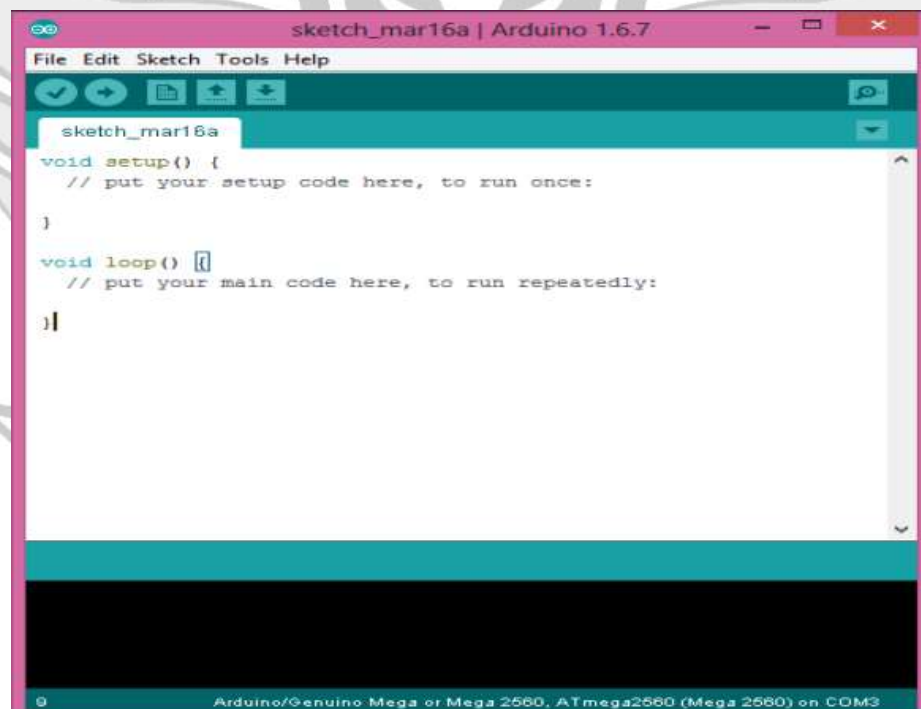 sketch_mar16a | Arduino 1.6.7
File Edit Sketch Tools Help
sketch_mar16a
void setup() {
  // put your setup code here, to run once:
}
void loop() {
  // put your main code here, to run repeatedly:
}
9 Arduino/Genuino Mega or Mega 2560, ATmega2560 (Mega 2560) on COM3